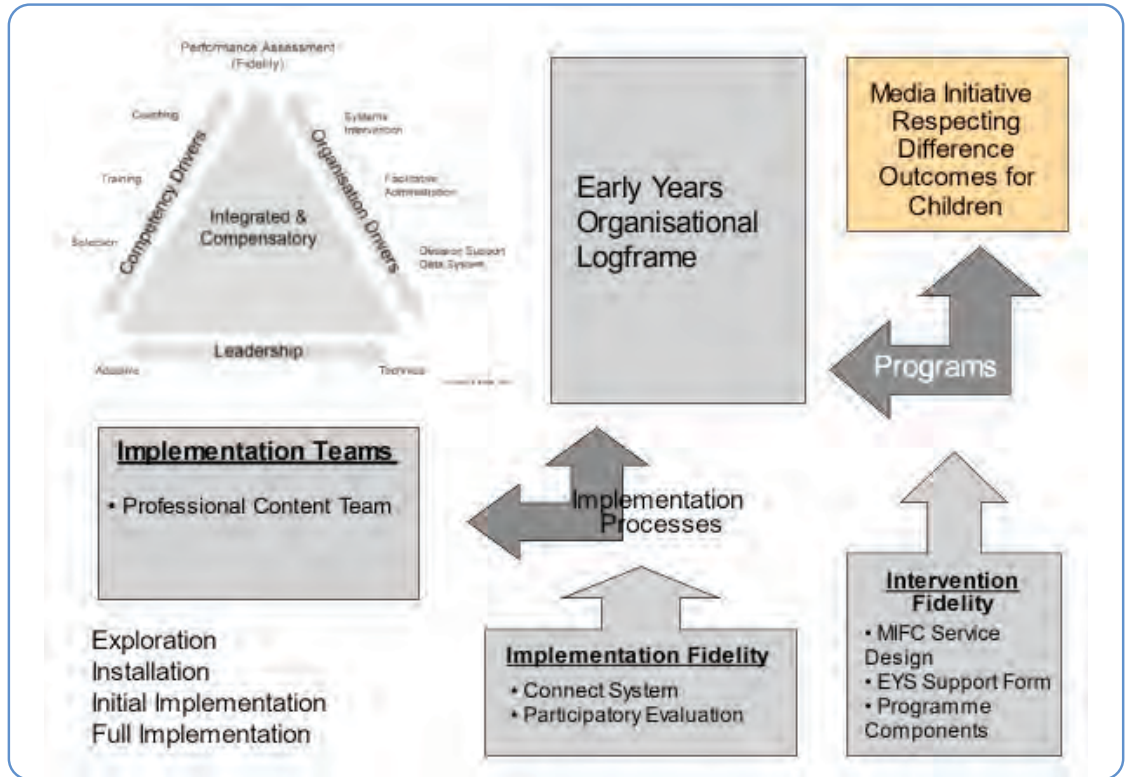 Performance Assessment
(Fidelity)
Coaching
Training
Selection
Competency Drivers
Systems
Intervention
Facilitative
Administration
Decision Support
Data System
Organisation Drivers
Integrated &
Compensatory
Leadership
Adaptive
Technical
Early Years
Organisational
Logframe
Media Initiative
Respecting
Difference
Outcomes for
Children
Programs
Implementation Teams
• Professional Content Team
Implementation
Processes
Exploration
Installation
Initial Implementation
Full Implementation
Implementation Fidelity
• Connect System
• Participatory Evaluation
Intervention
Fidelity
• MIFC Service
Design
• EYS Support Form
• Programme
Components